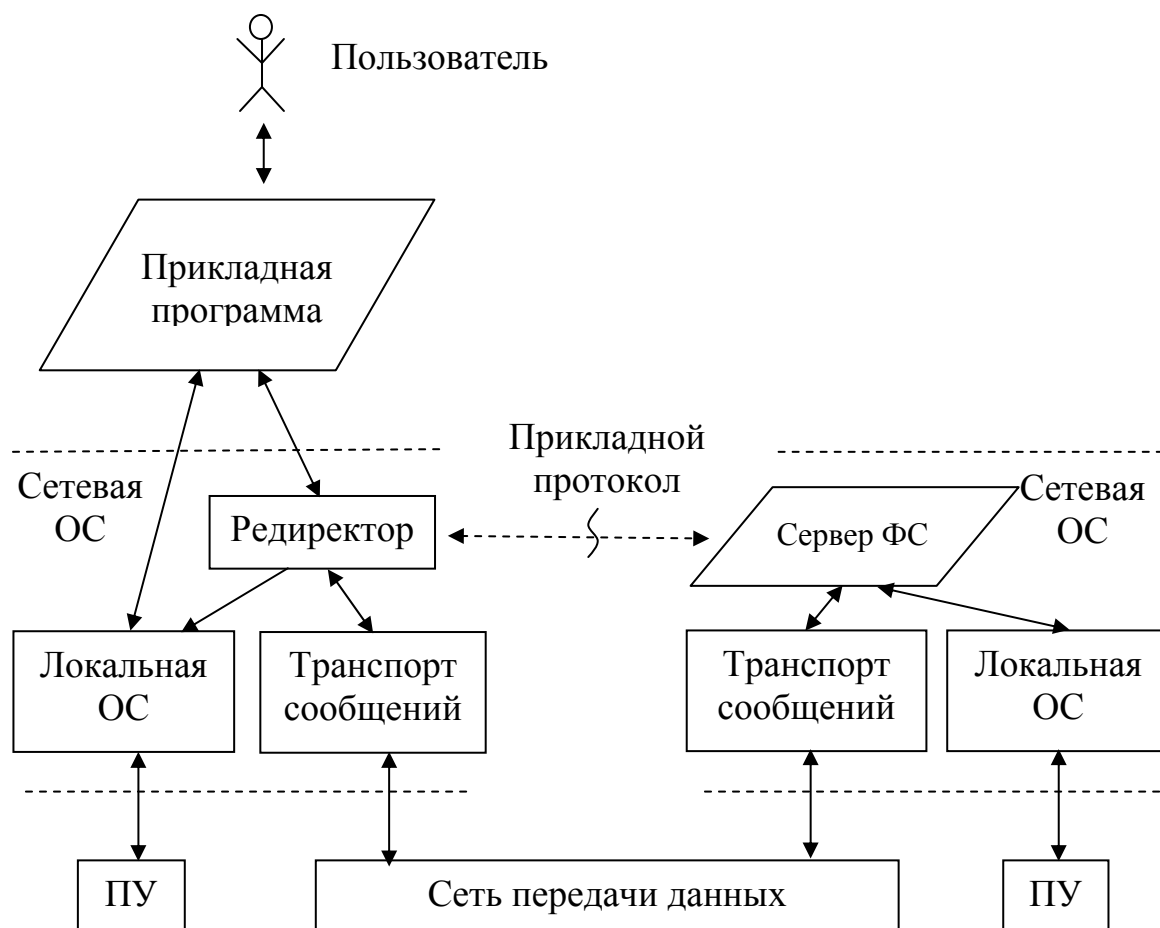 Пользователь
Прикладная
программа
Прикладной
протокол
Сетевая
ОС
Редиректор
Сервер ФС
Сетевая
ОС
Локальная
ОС
Транспорт
сообщений
Транспорт
сообщений
Локальная
ОС
ПУ
Сеть передачи данных
ПУ